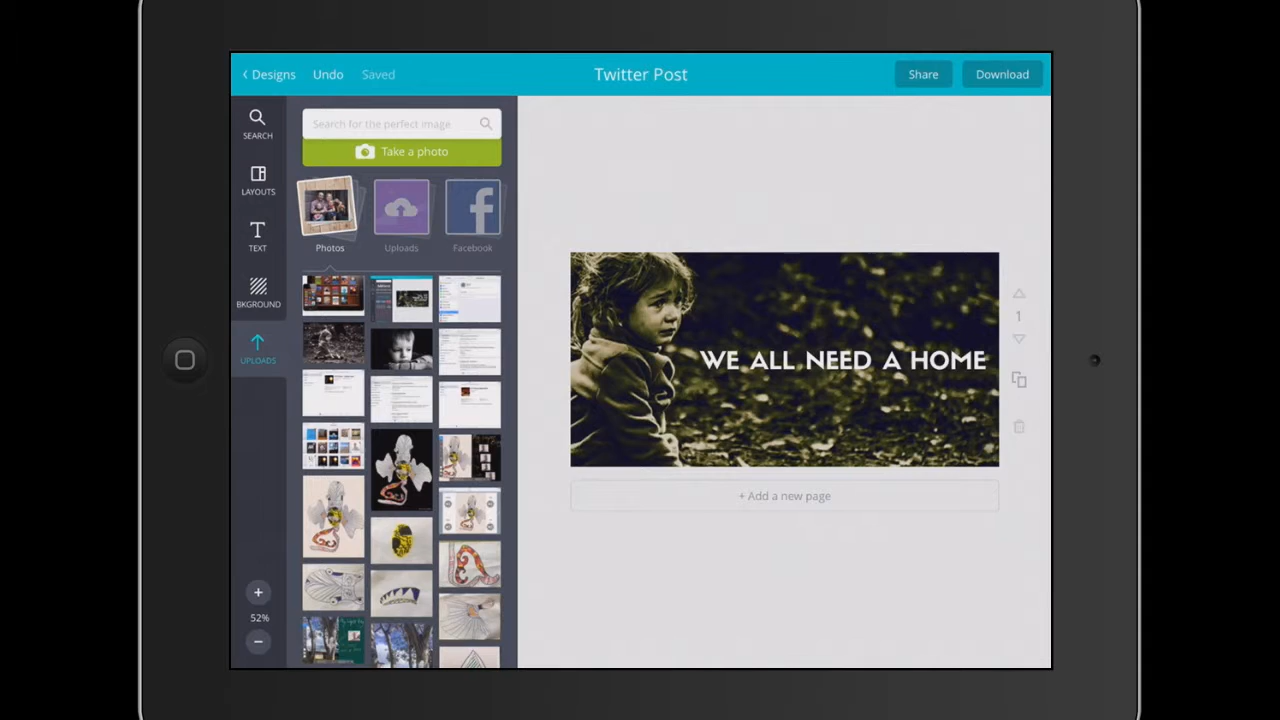 Designs Undo Saved Twitter Post Share Download
SEARCH
LAYOUTS
TEXT
BKGROUND
UPLOADS
52%
Search for the perfect image
Take a photo
Photos Uploads Facebook
WE ALL NEED A HOME
1
+ Add a new page